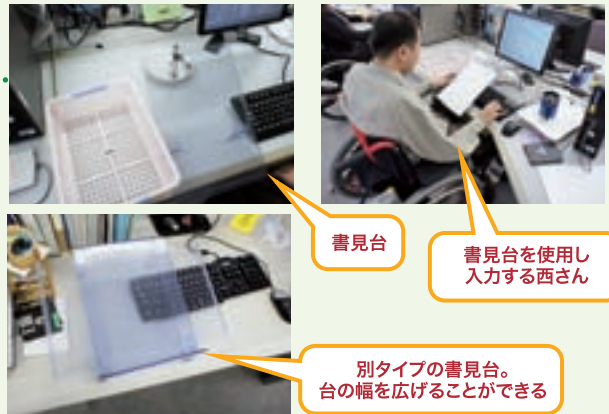 書見台
書見台を使用し
入力する西さん
別タイプの書見台。
台の幅を広げることができる